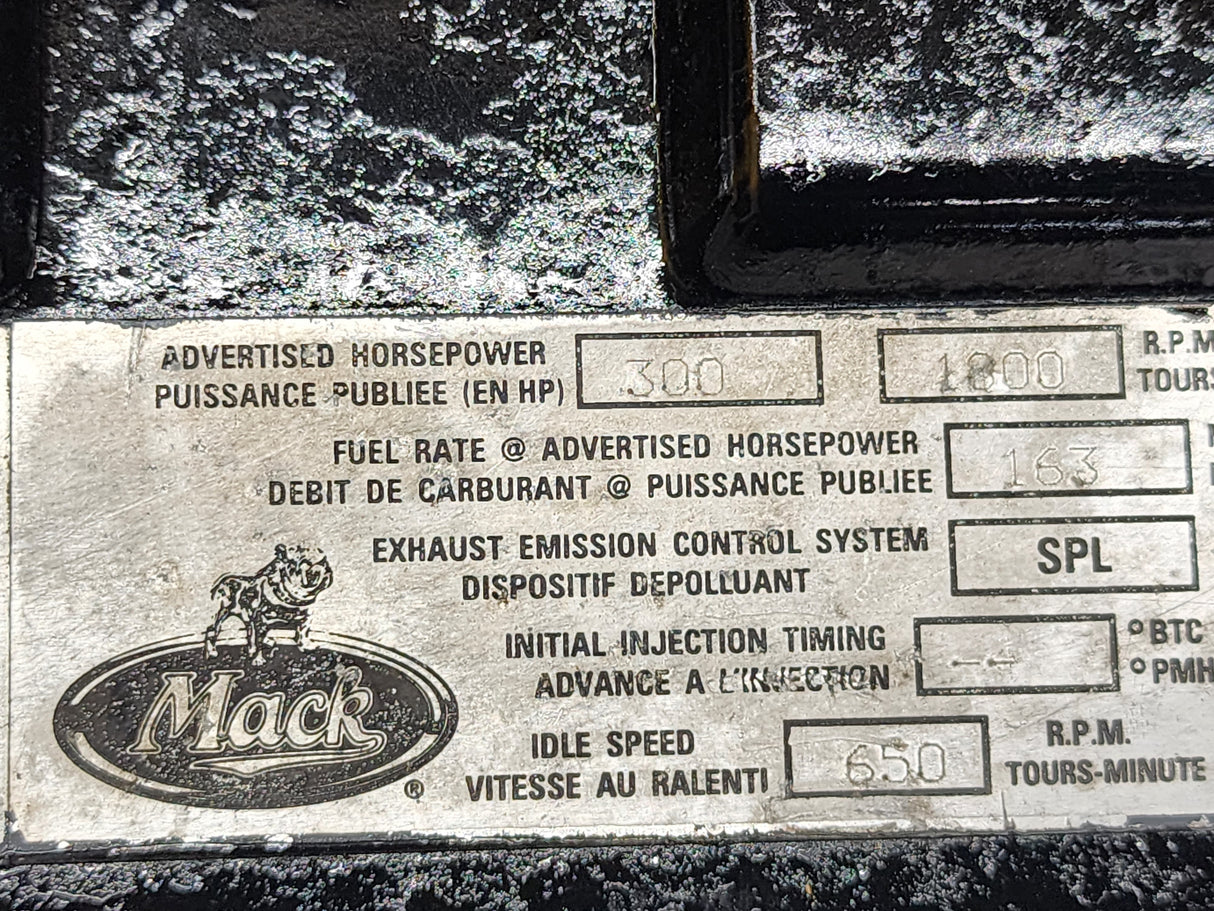 ADVERTISED HORSEPOWER 300 1800 R.P.M
PUISSANCE PUBLIEE (EN HP) TOURS
FUEL RATE @ ADVERTISED HORSEPOWER 163
DEBIT DE CARBURANT @ PUISSANCE PUBLIEE
EXHAUST EMISSION CONTROL SYSTEM SPL
DISPOSITIF DEPOLLUANT
INITIAL INJECTION TIMING -- °BTC
ADVANCE A L'INJECTION °PMH
Mack ®
IDLE SPEED 650 R.P.M.
VITESSE AU RALENTI TOURS-MINUTE